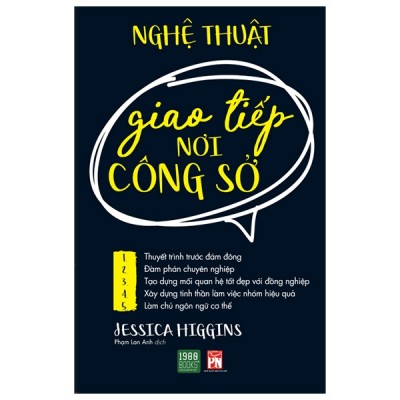 NGHỆ THUẬT
giao tiếp
NƠI
CÔNG SỞ
1 Thuyết trình trước đám đông
2 Đàm phán chuyên nghiệp
3 Tạo dựng mối quan hệ tốt đẹp với đồng nghiệp
4 Xây dựng tinh thần làm việc nhóm hiệu quả
5 Làm chủ ngôn ngữ cơ thể
JESSICA HIGGINS
Phạm Lan Anh dịch
1980
BOOKS
PN